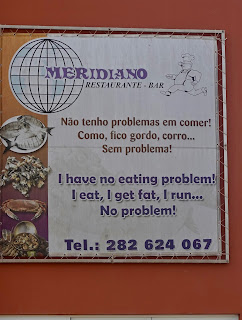 MERIDIANO
RESTAURANTE - BAR
Não tenho problemas em comer!
Como, fico gordo, corro...
Sem problema!
I have no eating problem!
I eat, I get fat, I run...
No problem!
Tel.: 282 624 067